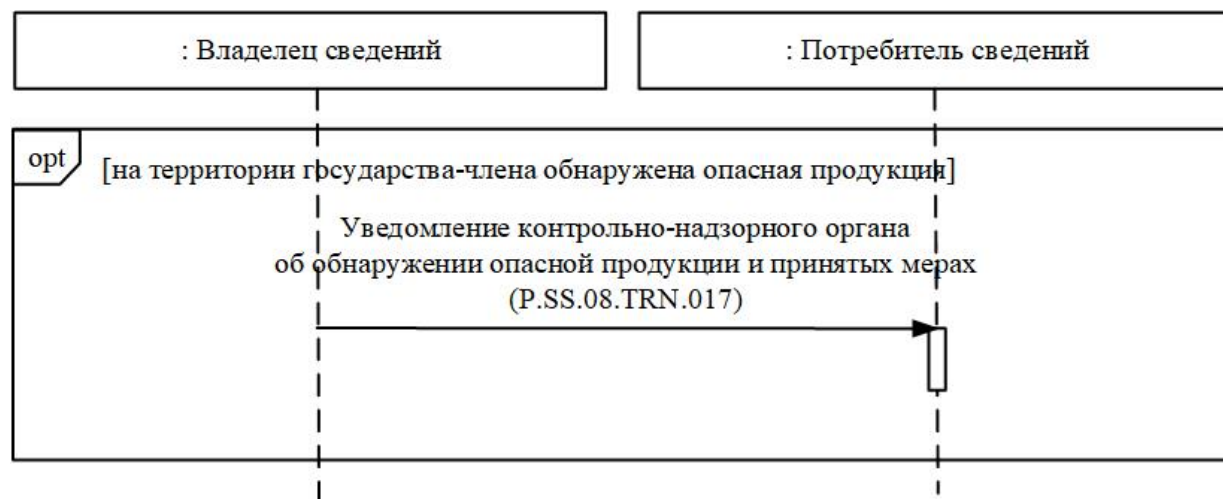 : Владелец сведений
: Потребитель сведений
opt
[на территории государства-члена обнаружена опасная продукция]
Уведомление контрольно-надзорного органа
об обнаружении опасной продукции и принятых мерах
(P.SS.08.TRN.017)